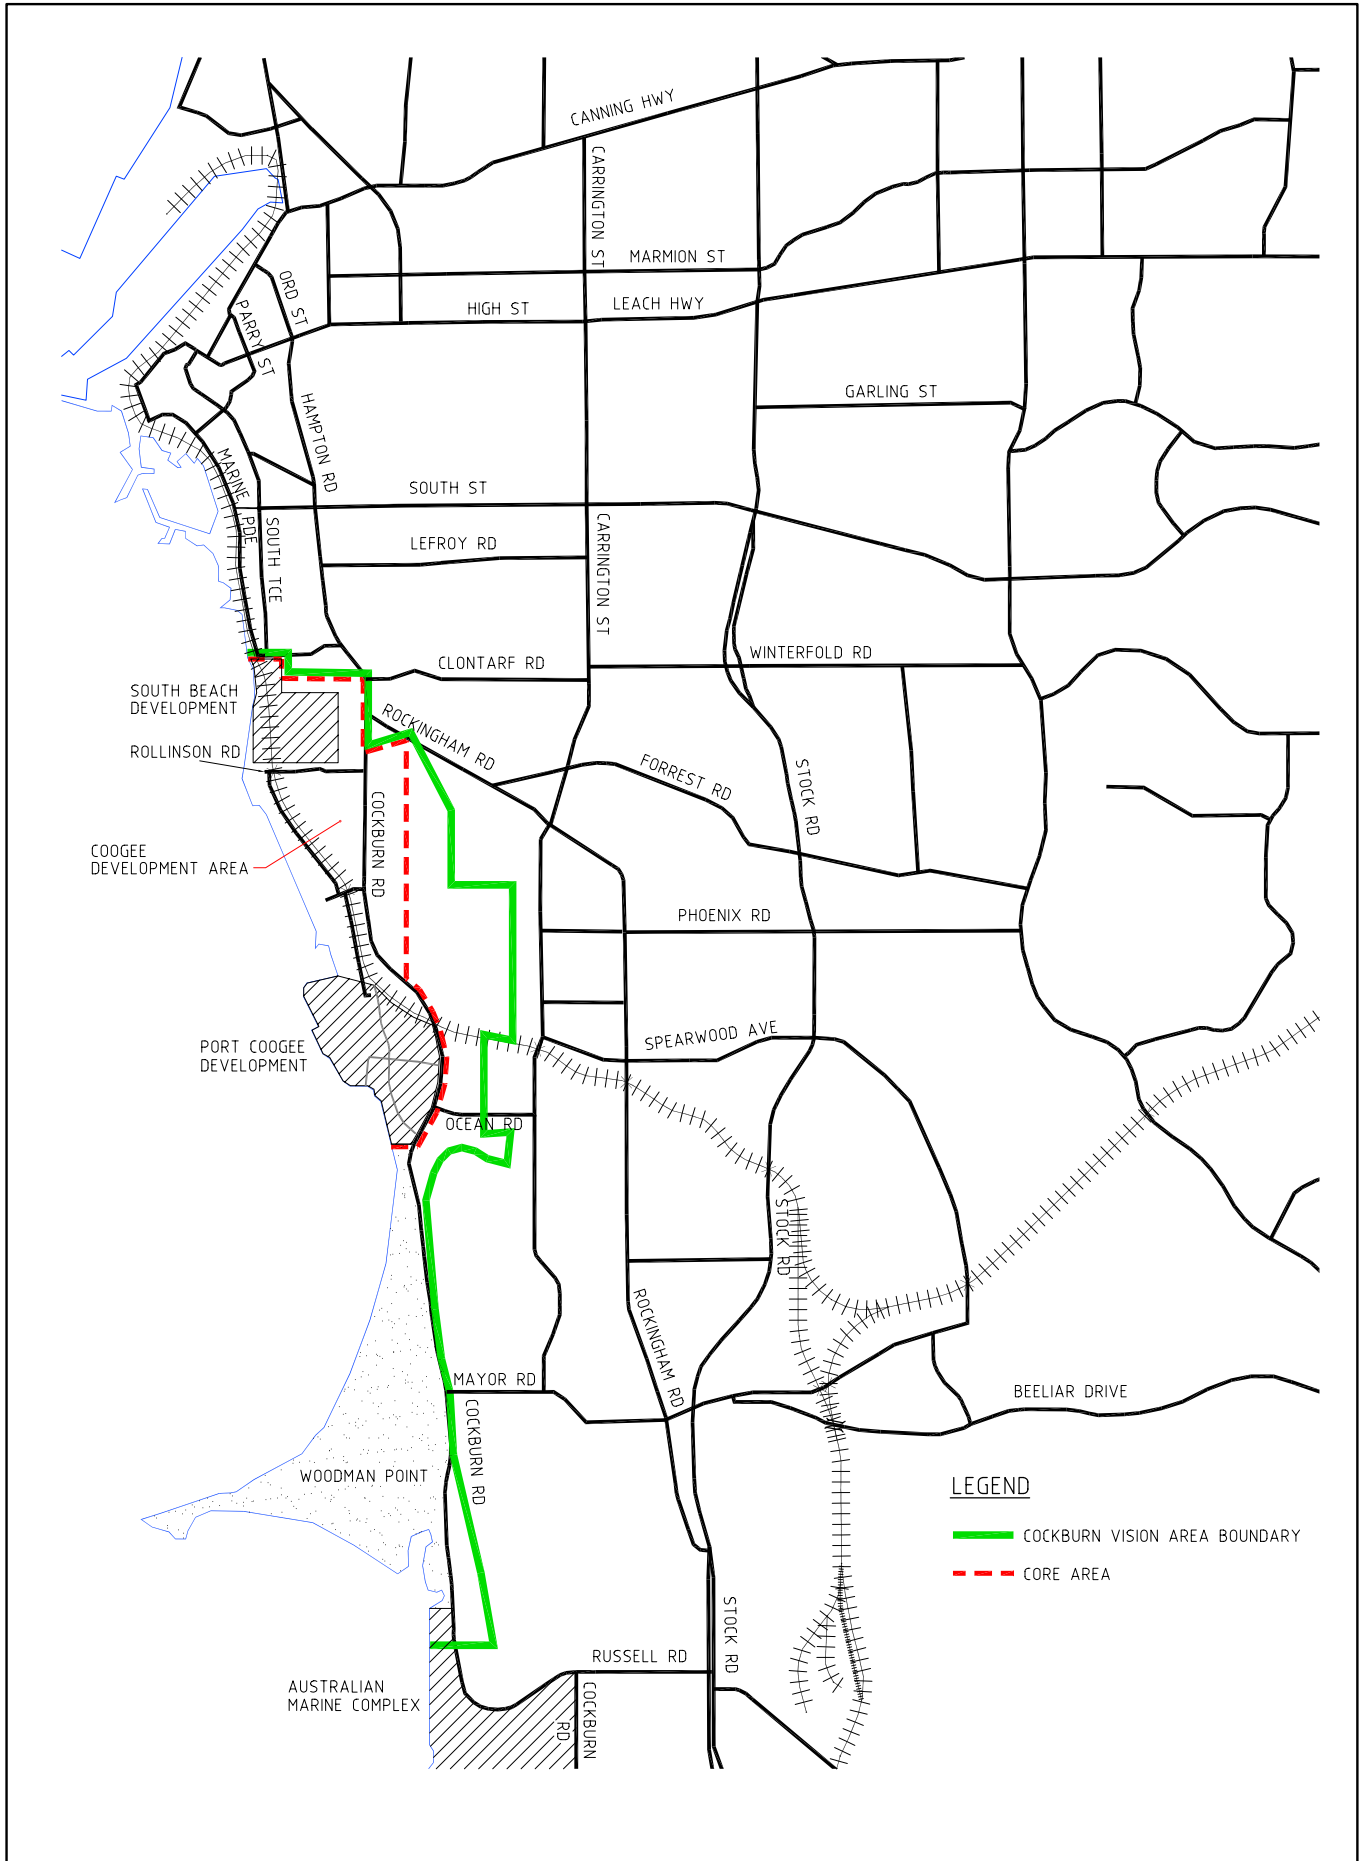 CANNING HWY
CARRINGTON ST
MARMION ST
ORD ST
PARRY ST
HIGH ST
LEACH HWY
GARLING ST
HAMPTON RD
MARINE PDE
SOUTH ST
SOUTH TCE
LEFROY RD
CARRINGTON ST
CLONTARF RD
WINTERFOLD RD
SOUTH BEACH
DEVELOPMENT
ROCKINGHAM RD
ROLLINSON RD
FORREST RD
STOCK RD
COCKBURN RD
COOGEE
DEVELOPMENT AREA
PHOENIX RD
SPEARWOOD AVE
PORT COOGEE
DEVELOPMENT
OCEAN RD
STOCK RD
ROCKINGHAM RD
MAYOR RD
BEELIAR DRIVE
COCKBURN RD
WOODMAN POINT
LEGEND
COCKBURN VISION AREA BOUNDARY
CORE AREA
STOCK RD
RUSSELL RD
AUSTRALIAN
MARINE COMPLEX
COCKBURN
RD